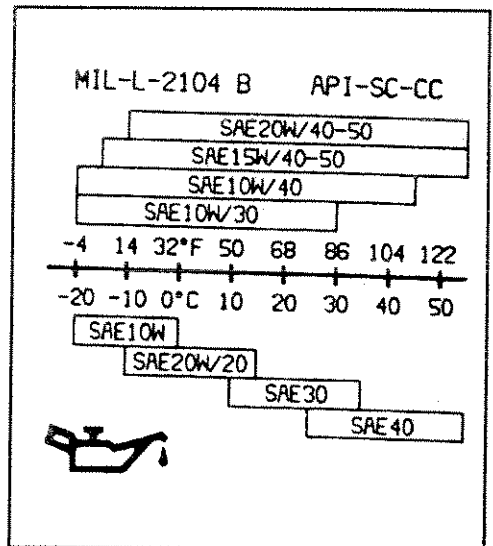 MIL-L-2104 B API-SC-CC
SAE20W/40-50
SAE15W/40-50
SAE10W/40
SAE10W/30
-4 14 32°F 50 68 86 104 122
-20 -10 0°C 10 20 30 40 50
SAE10W
SAE20W/20
SAE30
SAE40